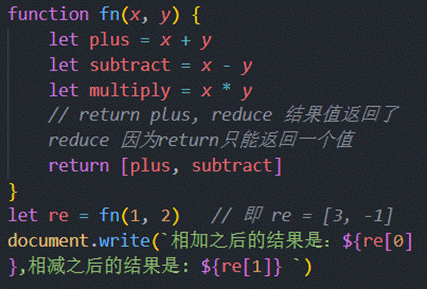 function fn(x, y) {
let plus = x + y
let subtract = x - y
let multiply = x * y
// return plus, reduce 结果值返回了
reduce 因为return只能返回一个值
return [plus, subtract]
}
let re = fn(1, 2) // 即 re = [3, -1]
document.write(`相加之后的结果是：${re[0]
},相减之后的结果是: ${re[1]} `)